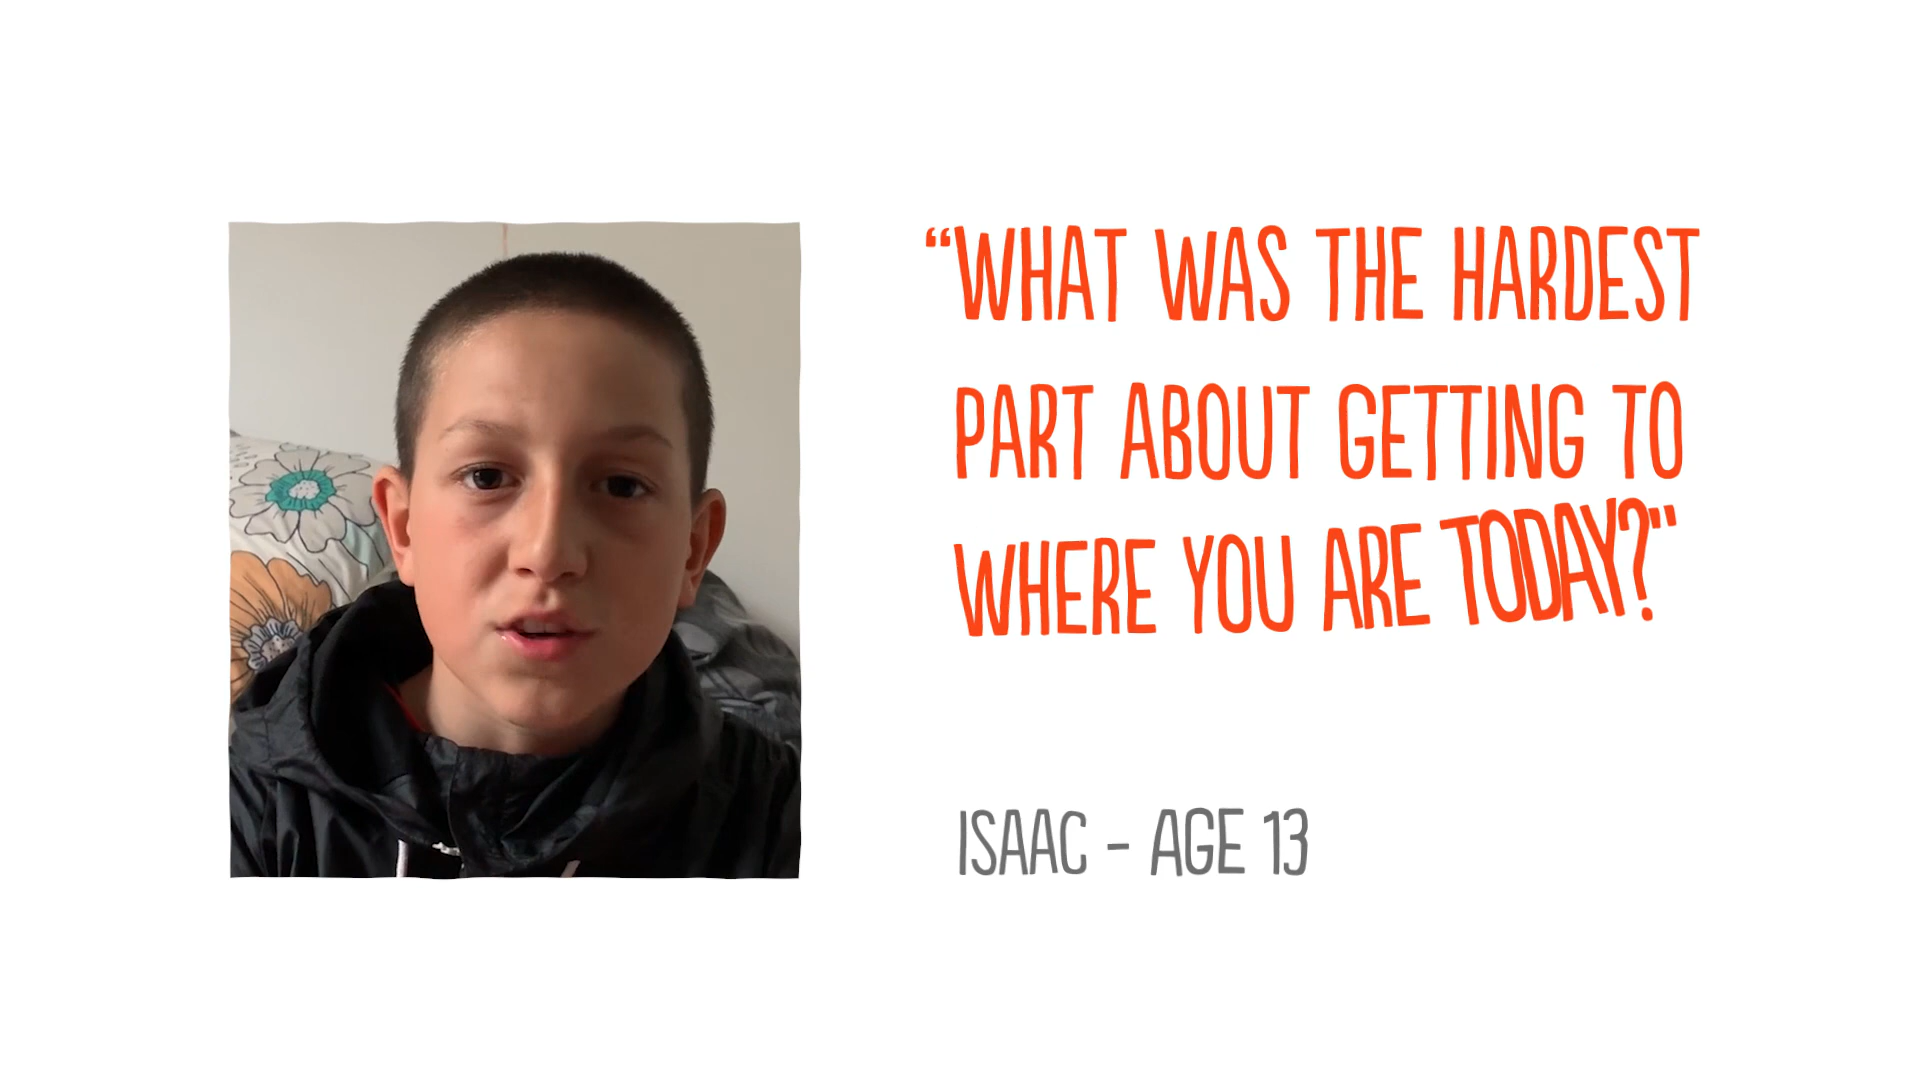 “WHAT WAS THE HARDEST
PART ABOUT GETTING TO
WHERE YOU ARE TODAY?"
ISAAC - AGE 13